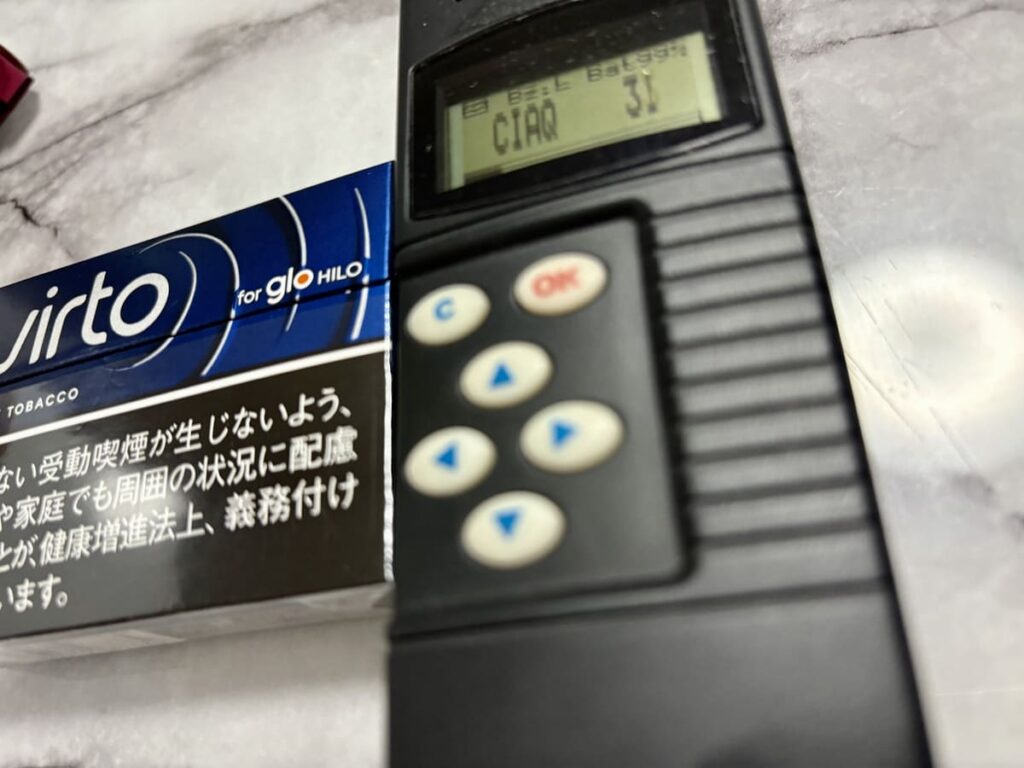 Bat99%
CIAQ 31
C
OK
virto
for glo HILO
TOBACCO
ない受動喫煙が生じないよう、
や家庭でも周囲の状況に配慮
とが、健康増進法上、義務付け
います。